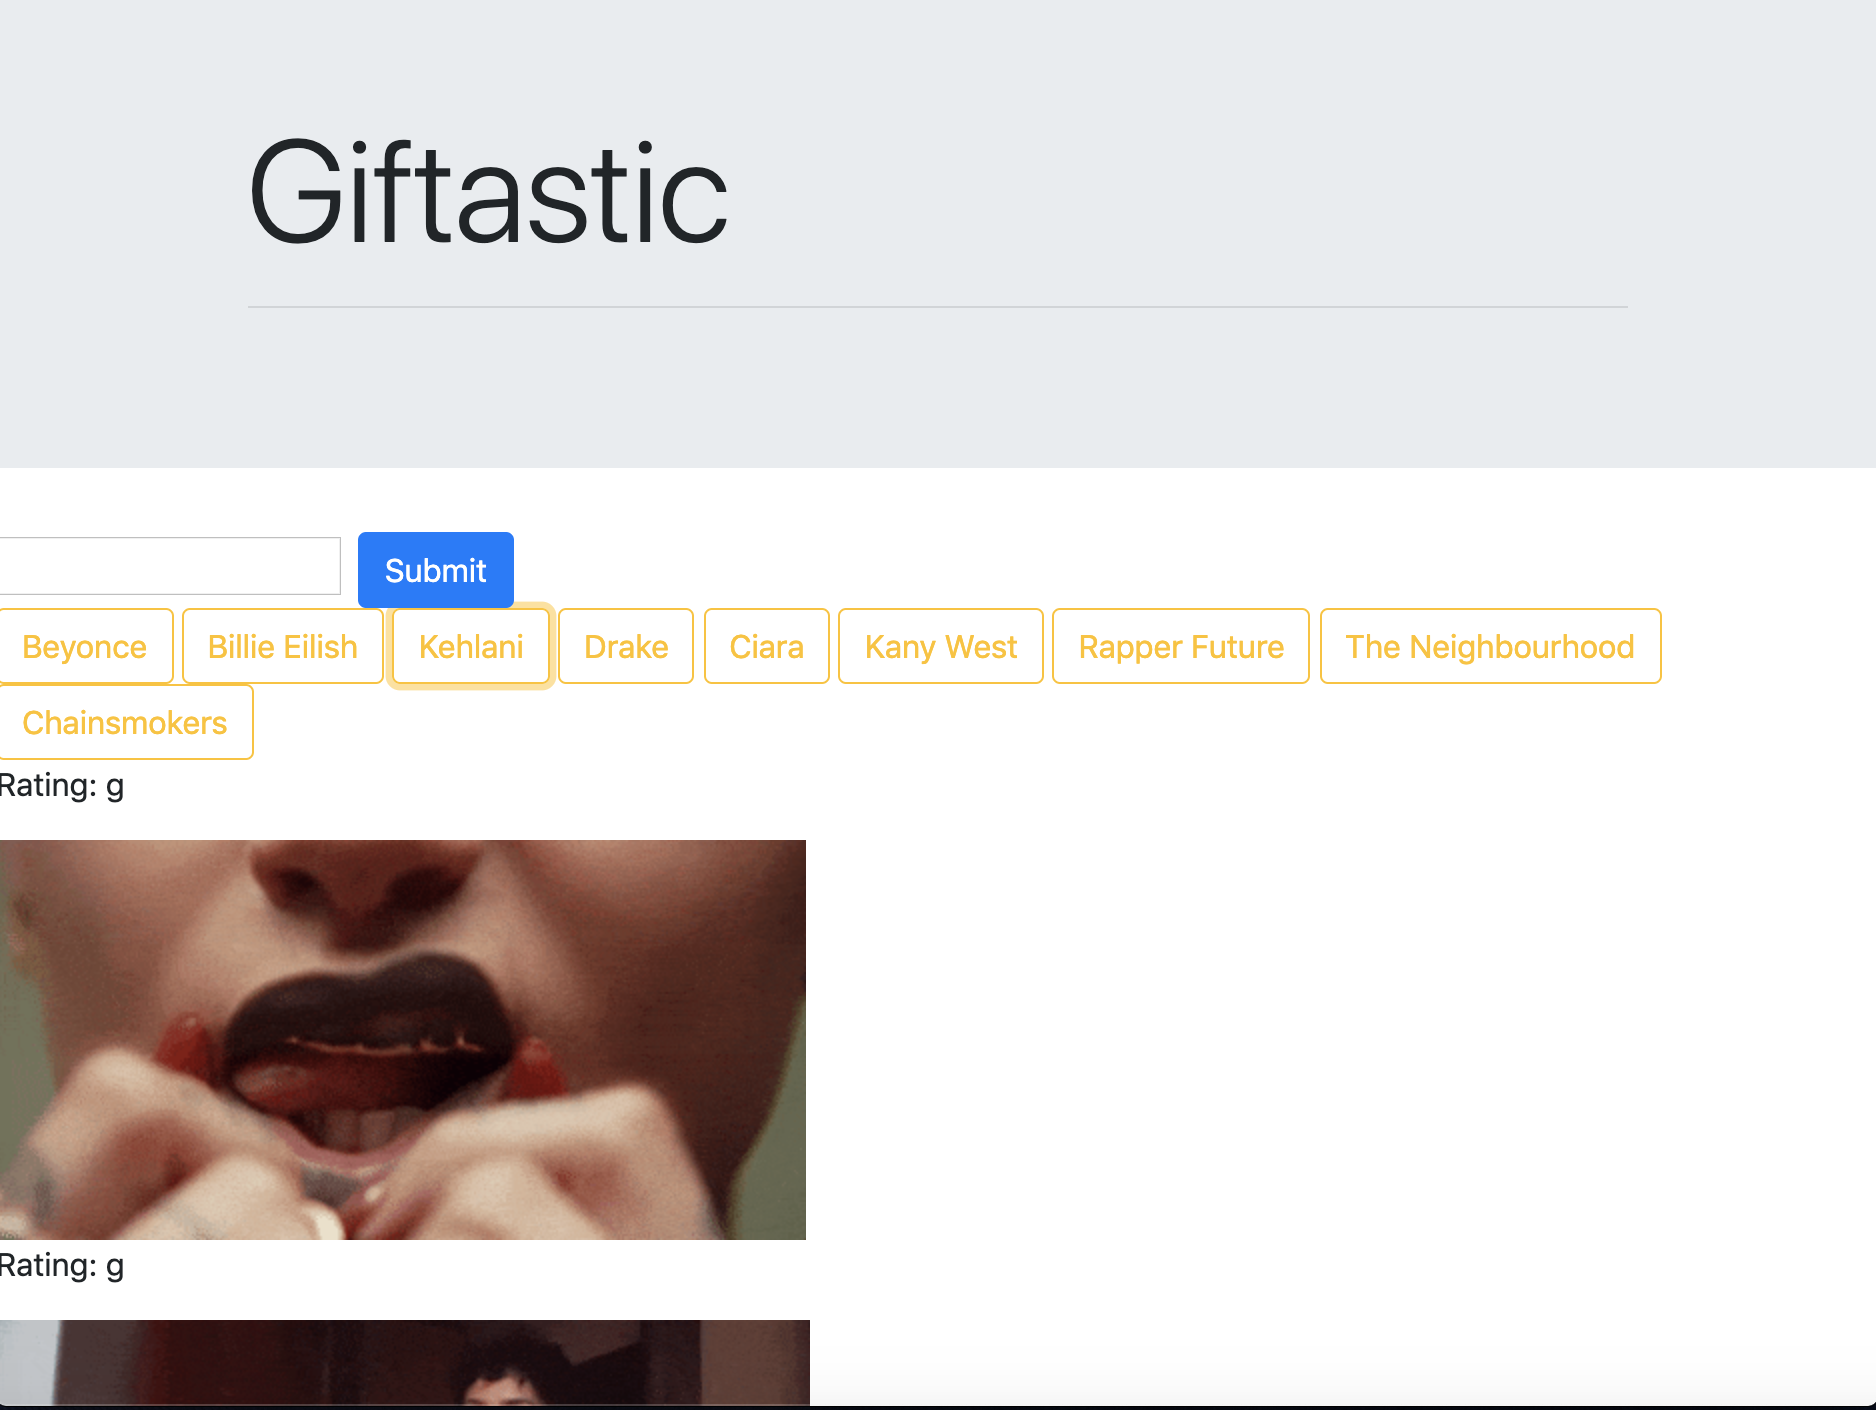 Giftastic
Submit
Beyonce Billie Eilish Kehlani Drake Ciara Kany West Rapper Future The Neighbourhood
Chainsmokers
Rating: g
Rating: g